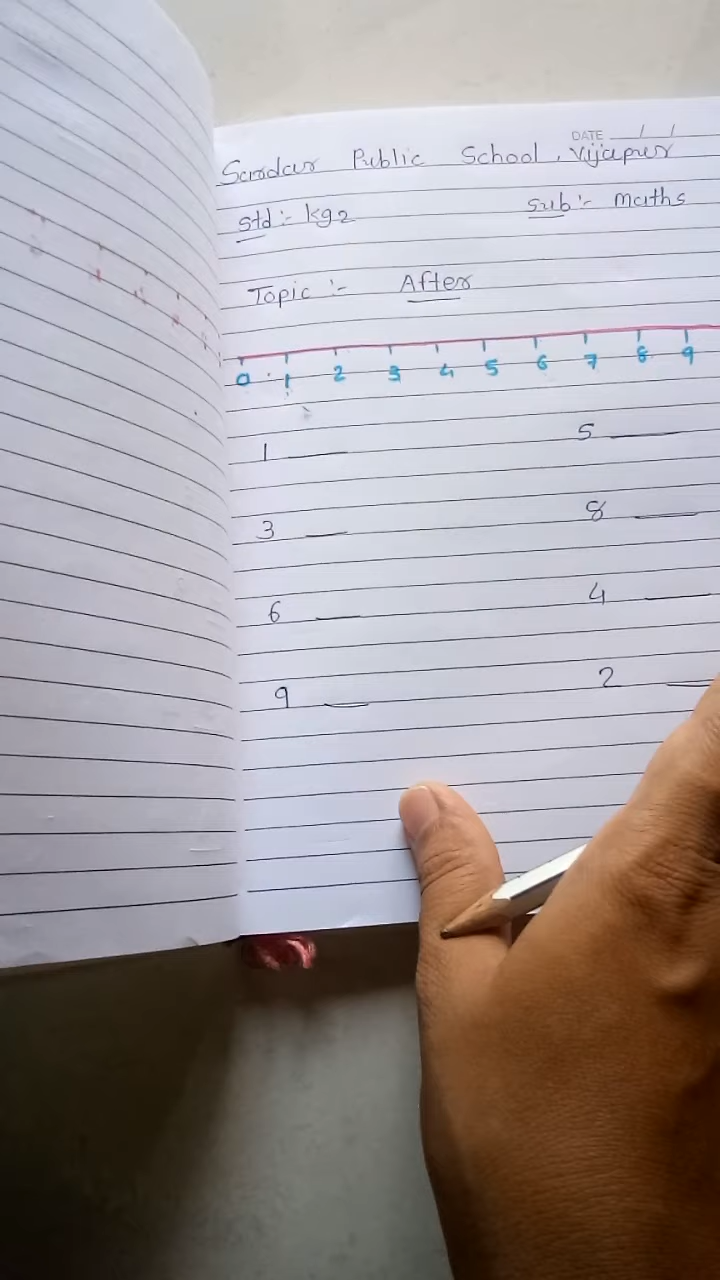 DATE / /
Sardar Public School, Vijapur
Std :- kg2 Sub :- maths
Topic :- After
0 1 2 3 4 5 6 7 8 9
1 ___ 5 ___
3 ___ 8 ___
6 ___ 4 ___
9 ___ 2 ___